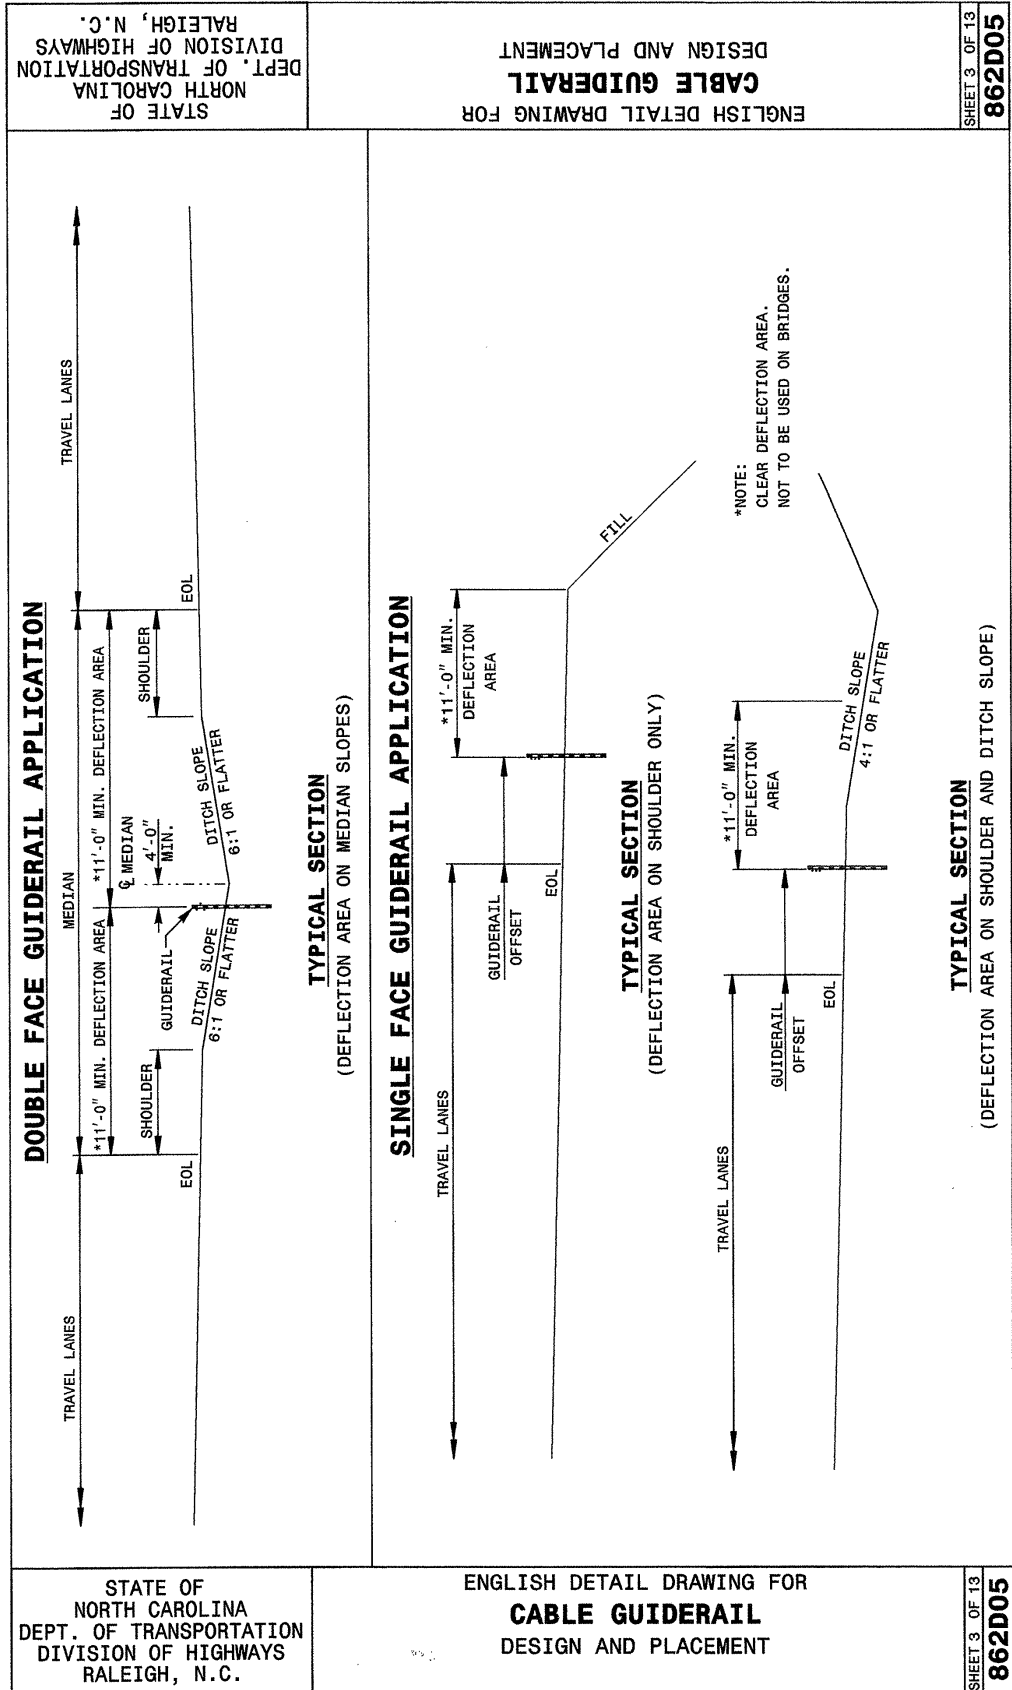 STATE OF
NORTH CAROLINA
DEPT. OF TRANSPORTATION
DIVISION OF HIGHWAYS
RALEIGH, N.C.
ENGLISH DETAIL DRAWING FOR
CABLE GUIDERAIL
DESIGN AND PLACEMENT
SHEET 3 OF 13
862D05
DOUBLE FACE GUIDERAIL APPLICATION
TRAVEL LANES
MEDIAN
TRAVEL LANES
*11'-0" MIN. DEFLECTION AREA
*11'-0" MIN. DEFLECTION AREA
℄ MEDIAN
4'-0"
MIN.
SHOULDER
GUIDERAIL
SHOULDER
EOL
EOL
DITCH SLOPE
6:1 OR FLATTER
DITCH SLOPE
6:1 OR FLATTER
TYPICAL SECTION
(DEFLECTION AREA ON MEDIAN SLOPES)
SINGLE FACE GUIDERAIL APPLICATION
TRAVEL LANES
*11'-0" MIN.
DEFLECTION
AREA
GUIDERAIL
OFFSET
EOL
FILL
TYPICAL SECTION
(DEFLECTION AREA ON SHOULDER ONLY)
TRAVEL LANES
*11'-0" MIN.
DEFLECTION
AREA
GUIDERAIL
OFFSET
EOL
DITCH SLOPE
4:1 OR FLATTER
*NOTE:
CLEAR DEFLECTION AREA.
NOT TO BE USED ON BRIDGES.
TYPICAL SECTION
(DEFLECTION AREA ON SHOULDER AND DITCH SLOPE)
STATE OF
NORTH CAROLINA
DEPT. OF TRANSPORTATION
DIVISION OF HIGHWAYS
RALEIGH, N.C.
ENGLISH DETAIL DRAWING FOR
CABLE GUIDERAIL
DESIGN AND PLACEMENT
SHEET 3 OF 13
862D05